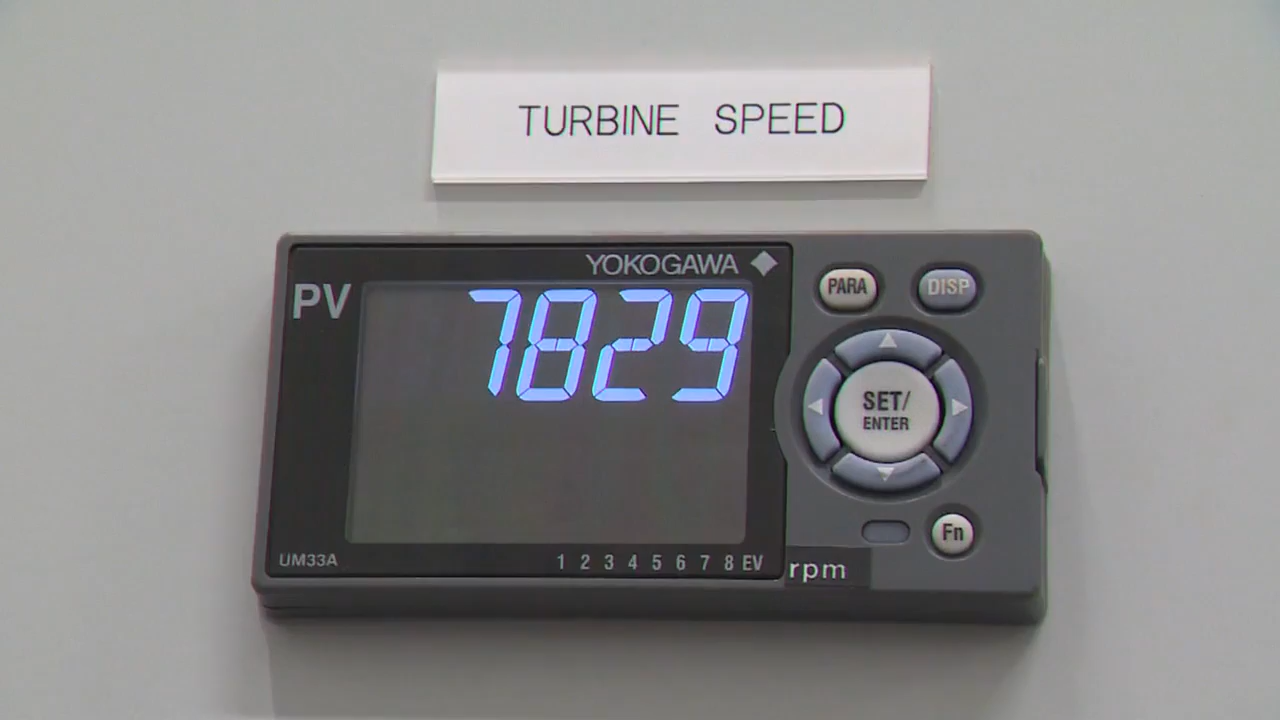 TURBINE SPEED
YOKOGAWA
PV
7829
PARA
DISP
SET/
ENTER
Fn
UM33A
1 2 3 4 5 6 7 8 EV
rpm